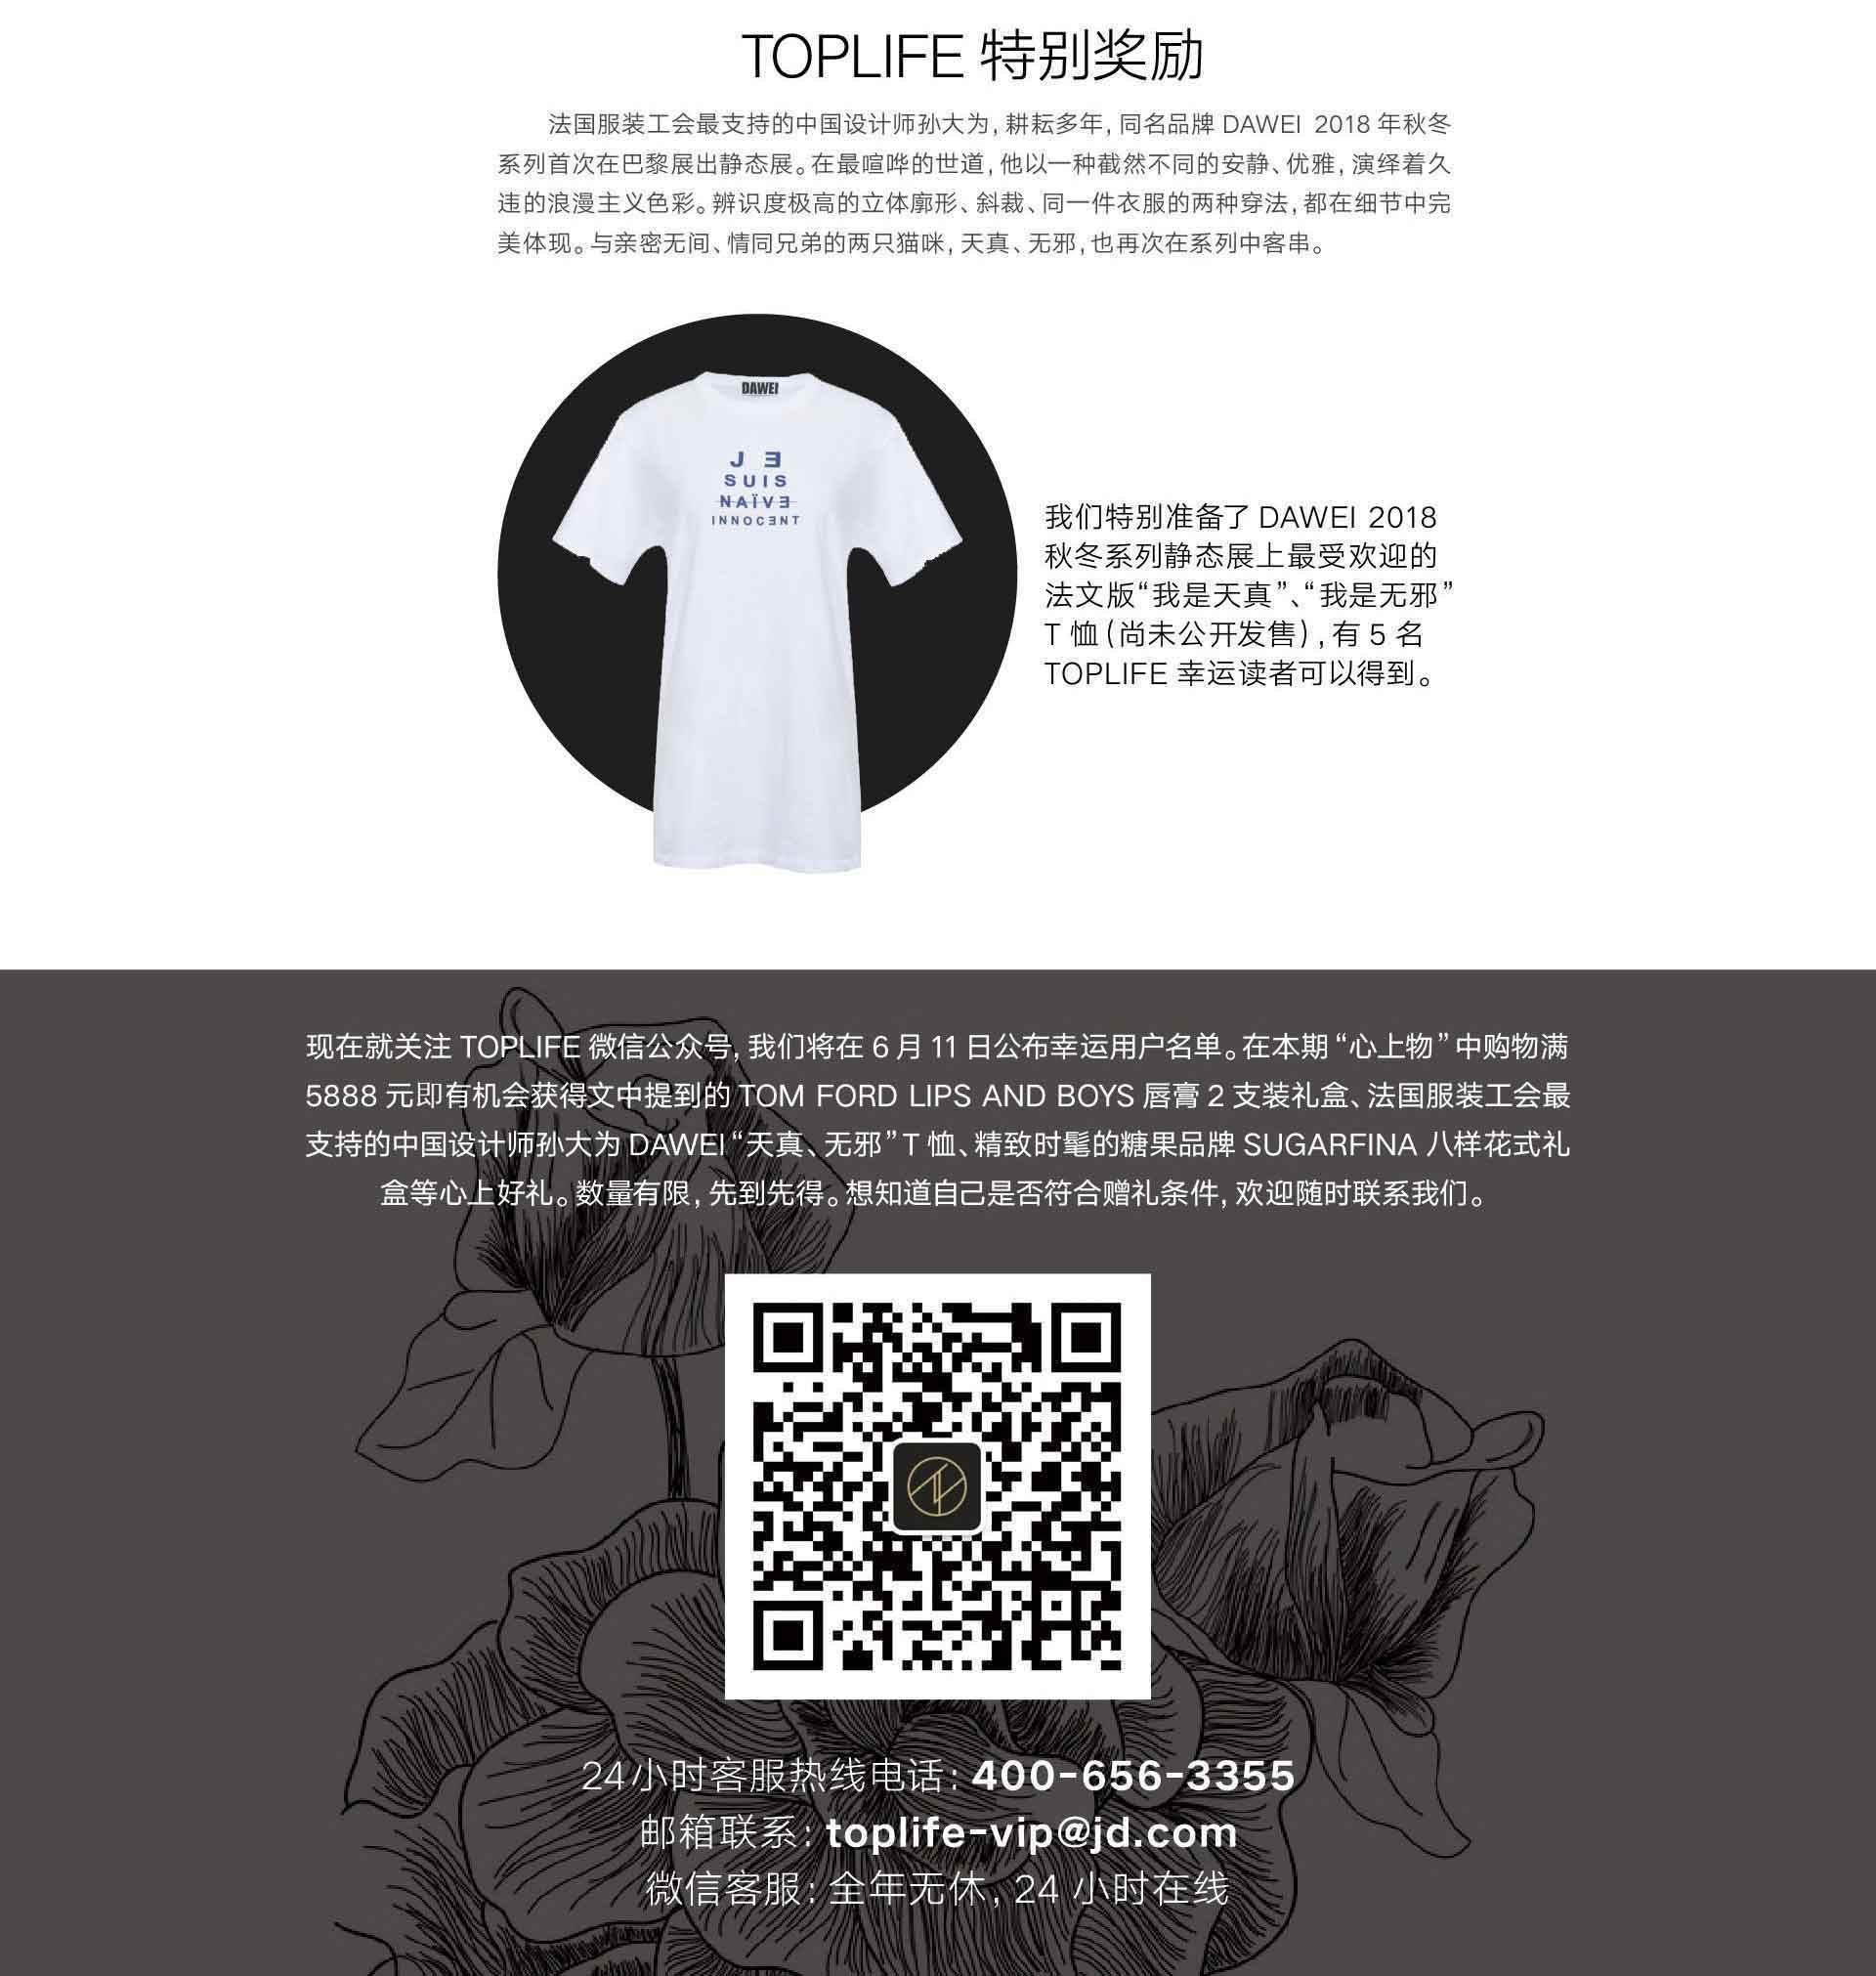 TOPLIFE 特别奖励
法国服装工会最支持的中国设计师孙大为，耕耘多年，同名品牌 DAWEI 2018 年秋冬
系列首次在巴黎展出静态展。在最喧哗的世道，他以一种截然不同的安静、优雅，演绎着久
违的浪漫主义色彩。辨识度极高的立体廓形、斜裁、同一件衣服的两种穿法，都在细节中完
美体现。与亲密无间、情同兄弟的两只猫咪，天真、无邪，也再次在系列中客串。
DAWEI
JE
SUIS
NAÏVE
INNOCENT
我们特别准备了 DAWEI 2018
秋冬系列静态展上最受欢迎的
法文版“我是天真”、“我是无邪”
T 恤（尚未公开发售），有 5 名
TOPLIFE 幸运读者可以得到。
现在就关注 TOPLIFE 微信公众号，我们将在 6 月 11 日公布幸运用户名单。在本期“心上物”中购物满
5888 元即有机会获得文中提到的 TOM FORD LIPS AND BOYS 唇膏 2 支装礼盒、法国服装工会最
支持的中国设计师孙大为 DAWEI“天真、无邪”T 恤、精致时髦的糖果品牌 SUGARFINA 八样花式礼
盒等心上好礼。数量有限，先到先得。想知道自己是否符合赠礼条件，欢迎随时联系我们。
24小时客服热线电话：400-656-3355
邮箱联系：toplife-vip@jd.com
微信客服：全年无休，24 小时在线